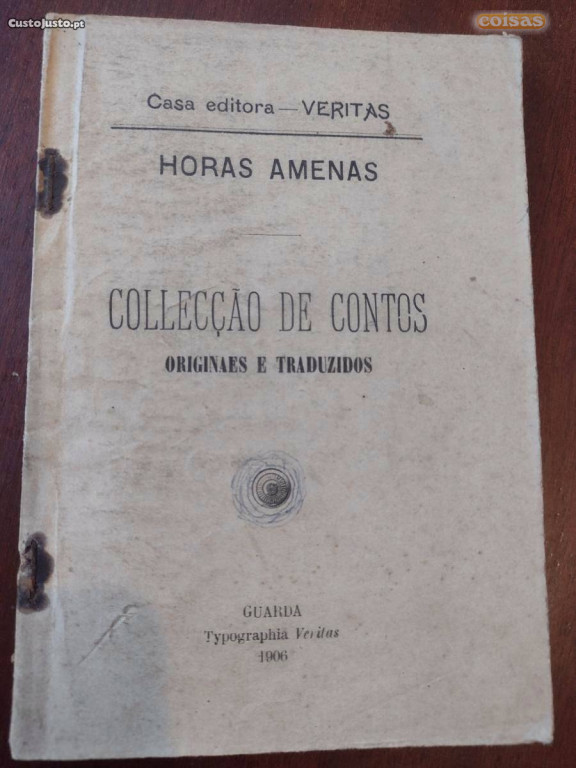 CustoJusto.pt
coisas
Casa editora — VERITAS
HORAS AMENAS
COLLECÇÃO DE CONTOS
ORIGINAES E TRADUZIDOS
GUARDA
Typographia Veritas
1906